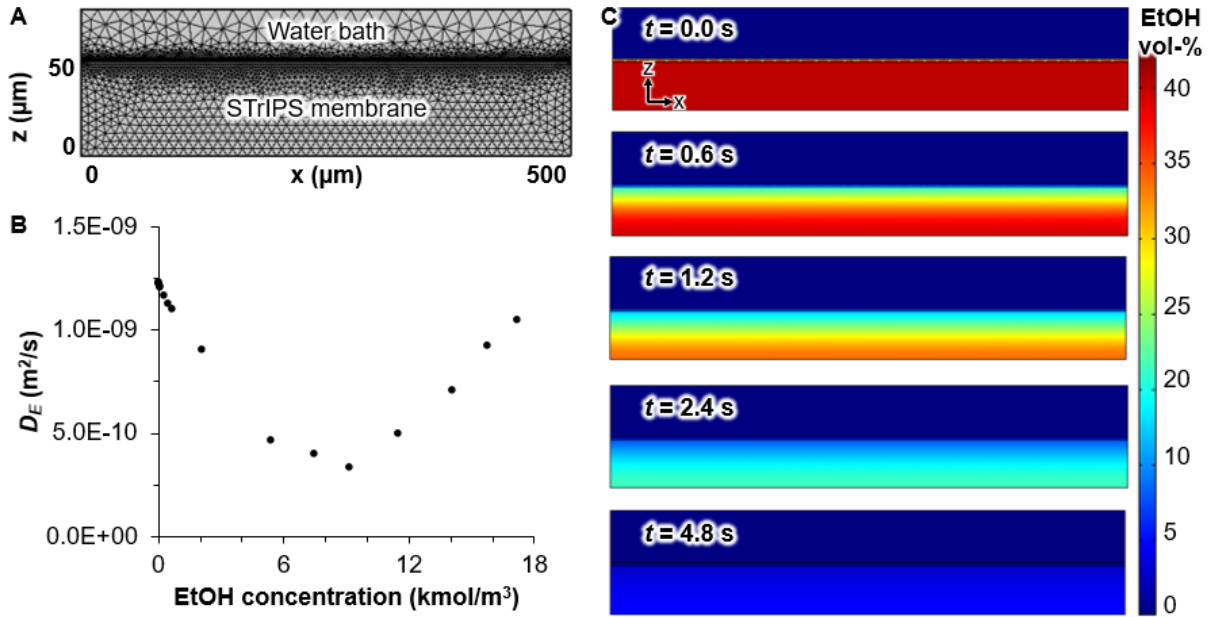 A
Water bath
50
STrIPS membrane
z (µm)
0
0
x (µm)
500
B
1.5E-09
1.0E-09
5.0E-10
0.0E+00
D_E (m²/s)
0
6
12
18
EtOH concentration (kmol/m³)
C
t = 0.0 s
z
x
t = 0.6 s
t = 1.2 s
t = 2.4 s
t = 4.8 s
EtOH
vol-%
40
35
30
25
20
10
5
0